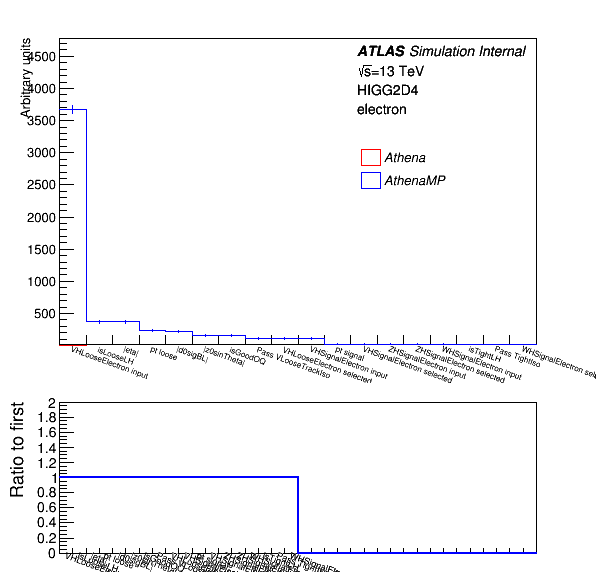 Arbitrary units
4500
4000
3500
3000
2500
2000
1500
1000
500
ATLAS Simulation Internal
√s=13 TeV
HIGG2D4
electron
Athena
AthenaMP
VHLooseElectron input
isLooseLH
|eta|
pt loose
|d0sigBL|
|z0sinTheta|
isGoodOQ
Pass VLooseTrackIso
VHLooseElectron selected
VHSignalElectron input
pt signal
VHSignalElectron selected
ZHSignalElectron input
ZHSignalElectron selected
WHSignalElectron input
isTightLH
Pass TightIso
WHSignalElectron sel
Ratio to first
2
1.8
1.6
1.4
1.2
1
0.8
0.6
0.4
0.2
0